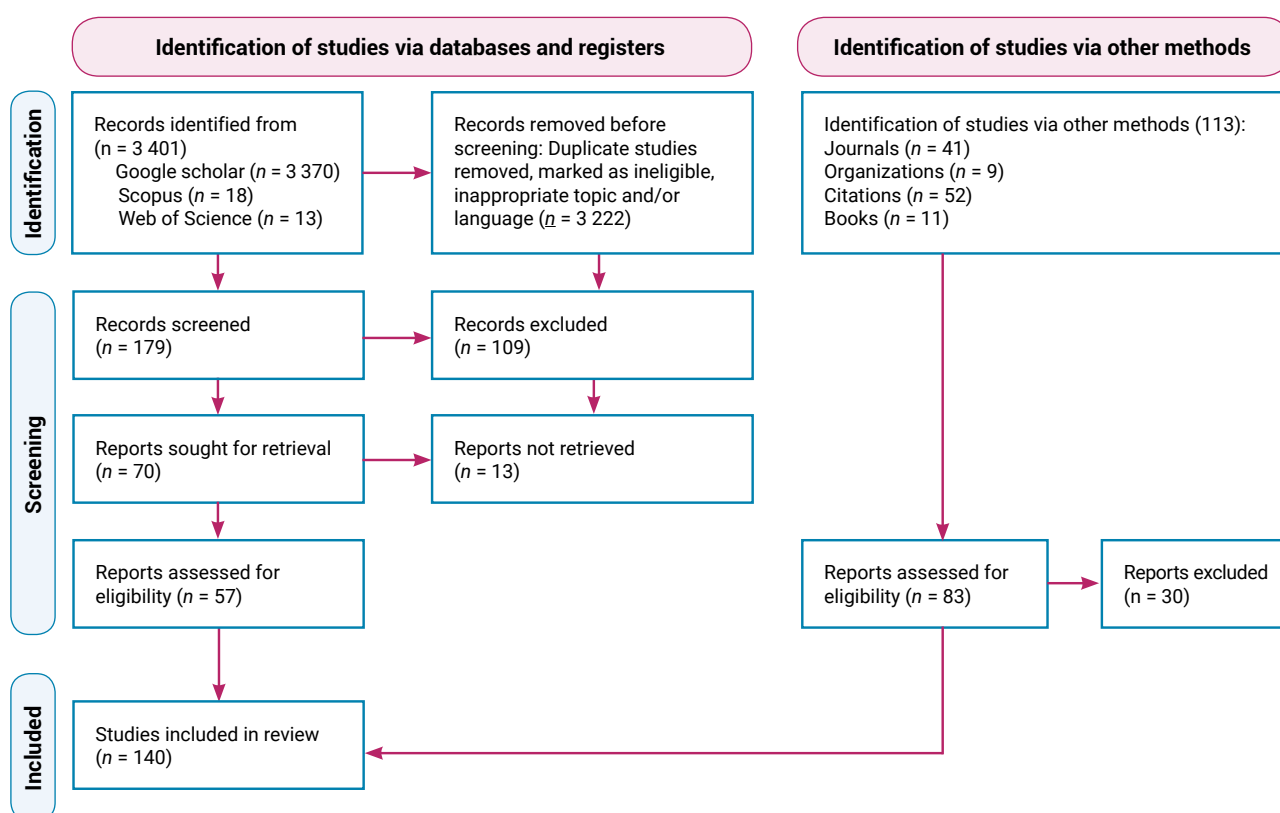 Identification of studies via databases and registers
Identification of studies via other methods
Identification
Records identified from
(n = 3 401)
Google scholar (n = 3 370)
Scopus (n = 18)
Web of Science (n = 13)
Records removed before
screening: Duplicate studies
removed, marked as ineligible,
inappropriate topic and/or
language (n = 3 222)
Identification of studies via other methods (113):
Journals (n = 41)
Organizations (n = 9)
Citations (n = 52)
Books (n = 11)
Screening
Records screened
(n = 179)
Records excluded
(n = 109)
Reports sought for retrieval
(n = 70)
Reports not retrieved
(n = 13)
Reports assessed for
eligibility (n = 57)
Reports assessed for
eligibility (n = 83)
Reports excluded
(n = 30)
Included
Studies included in review
(n = 140)